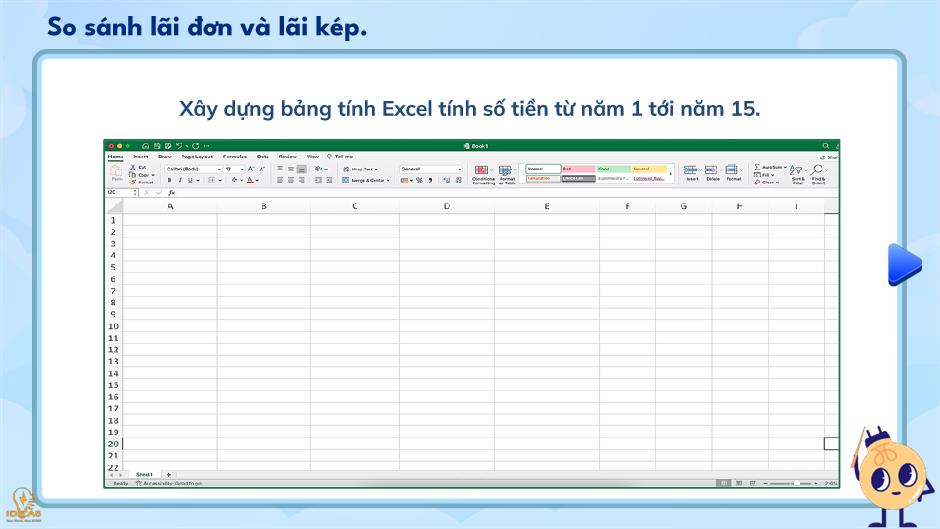 So sánh lãi đơn và lãi kép.
Xây dựng bảng tính Excel tính số tiền từ năm 1 tới năm 15.
Book1
Home Insert Draw Page Layout Formulas Data Review View Tell me
Cut
Copy
Paste
Format
Calibri (Body)
B I U
Wrap Text
Merge & Center
General
Conditional Formatting
Format as Table
Normal Bad Good Neutral
Calculation Check Cell Explanatory T...
Insert Delete Format
AutoSum
Fill
Clear
Sort & Filter
Find & Select
I20 fx
A B C D E F G H I
1
2
3
4
5
6
7
8
9
10
11
12
13
14
15
16
17
18
19
20
21
22
Sheet1 +
Ready Accessibility: Good to go
IDEAS